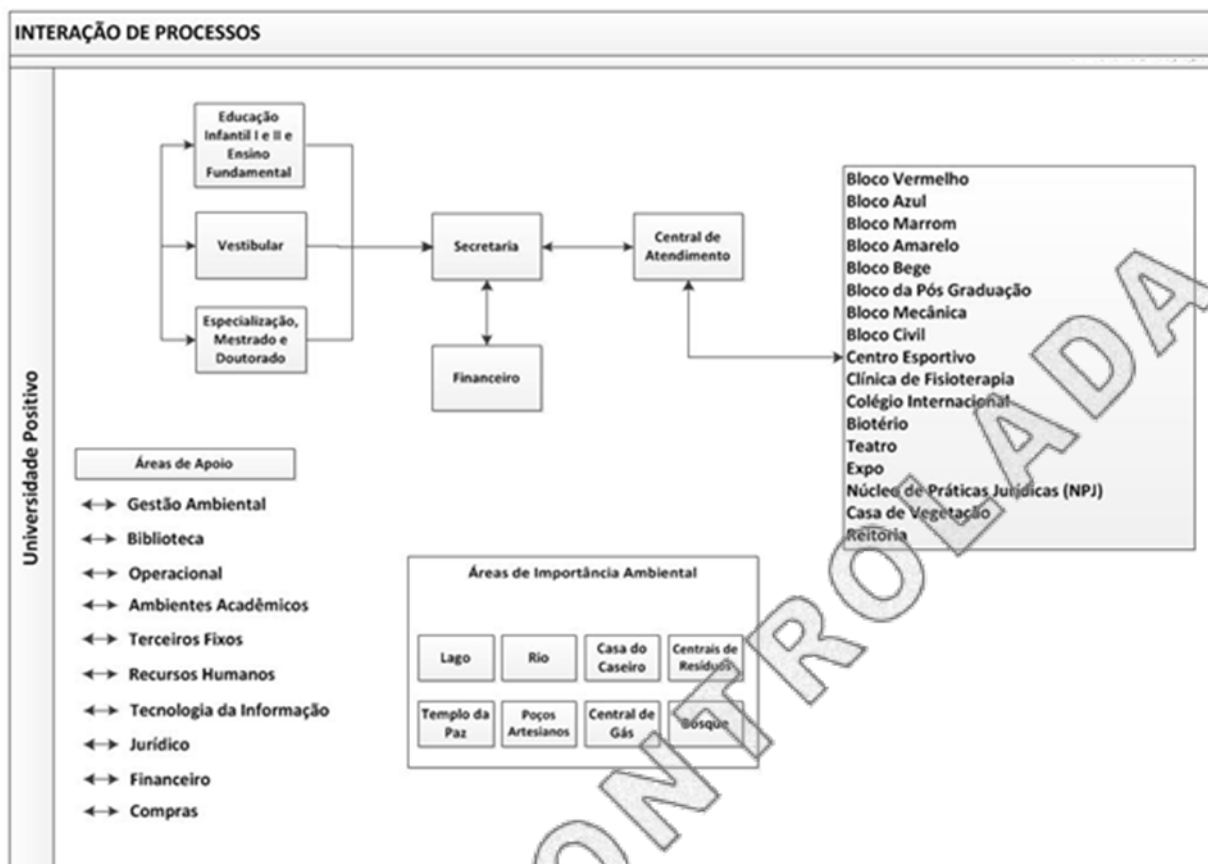 INTERAÇÃO DE PROCESSOS
Universidade Positivo
Educação
Infantil I e II e
Ensino
Fundamental
Vestibular
Especialização,
Mestrado e
Doutorado
Secretaria
Financeiro
Central de
Atendimento
Bloco Vermelho
Bloco Azul
Bloco Marrom
Bloco Amarelo
Bloco Bege
Bloco da Pós Graduação
Bloco Mecânica
Bloco Civil
Centro Esportivo
Clínica de Fisioterapia
Colégio Internacional
Biotério
Teatro
Expo
Núcleo de Práticas Jurídicas (NPJ)
Casa de Vegetação
Reitoria
Áreas de Apoio
Gestão Ambiental
Biblioteca
Operacional
Ambientes Acadêmicos
Terceiros Fixos
Recursos Humanos
Tecnologia da Informação
Jurídico
Financeiro
Compras
Áreas de Importância Ambiental
Lago
Rio
Casa do
Caseiro
Centrais de
Resíduos
Templo da
Paz
Poços
Artesianos
Central de
Gás
Bosque
ONTROLADA